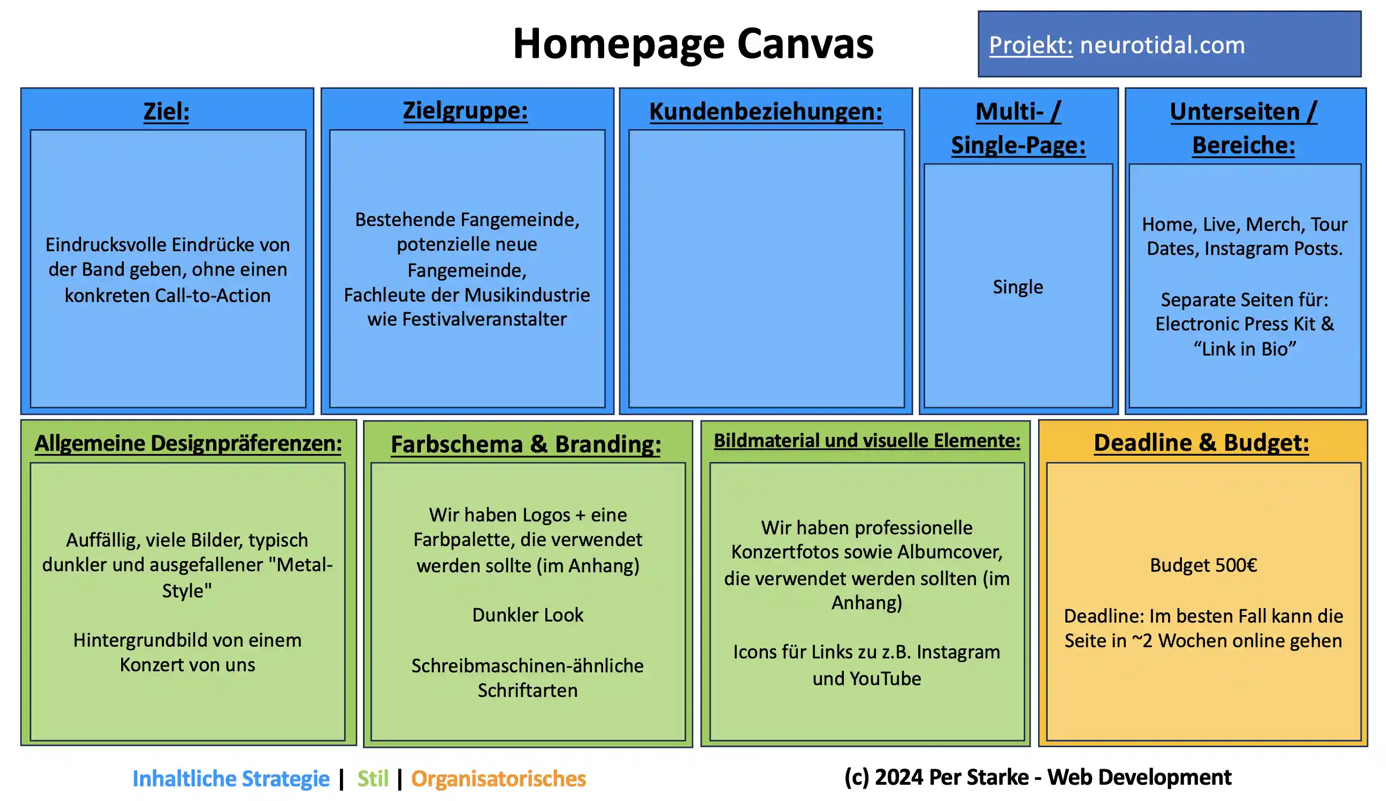 Homepage Canvas
Projekt: neurotidal.com
Ziel:
Eindrucksvolle Eindrücke von
der Band geben, ohne einen
konkreten Call-to-Action
Zielgruppe:
Bestehende Fangemeinde,
potenzielle neue
Fangemeinde,
Fachleute der Musikindustrie
wie Festivalveranstalter
Kundenbeziehungen:
Multi- /
Single-Page:
Single
Unterseiten /
Bereiche:
Home, Live, Merch, Tour
Dates, Instagram Posts.
Separate Seiten für:
Electronic Press Kit &
“Link in Bio”
Allgemeine Designpräferenzen:
Auffällig, viele Bilder, typisch
dunkler und ausgefallener "Metal-
Style"
Hintergrundbild von einem
Konzert von uns
Farbschema & Branding:
Wir haben Logos + eine
Farbpalette, die verwendet
werden sollte (im Anhang)
Dunkler Look
Schreibmaschinen-ähnliche
Schriftarten
Bildmaterial und visuelle Elemente:
Wir haben professionelle
Konzertfotos sowie Albumcover,
die verwendet werden sollten (im
Anhang)
Icons für Links zu z.B. Instagram
und YouTube
Deadline & Budget:
Budget 500€
Deadline: Im besten Fall kann die
Seite in ~2 Wochen online gehen
Inhaltliche Strategie | Stil | Organisatorisches
(c) 2024 Per Starke - Web Development